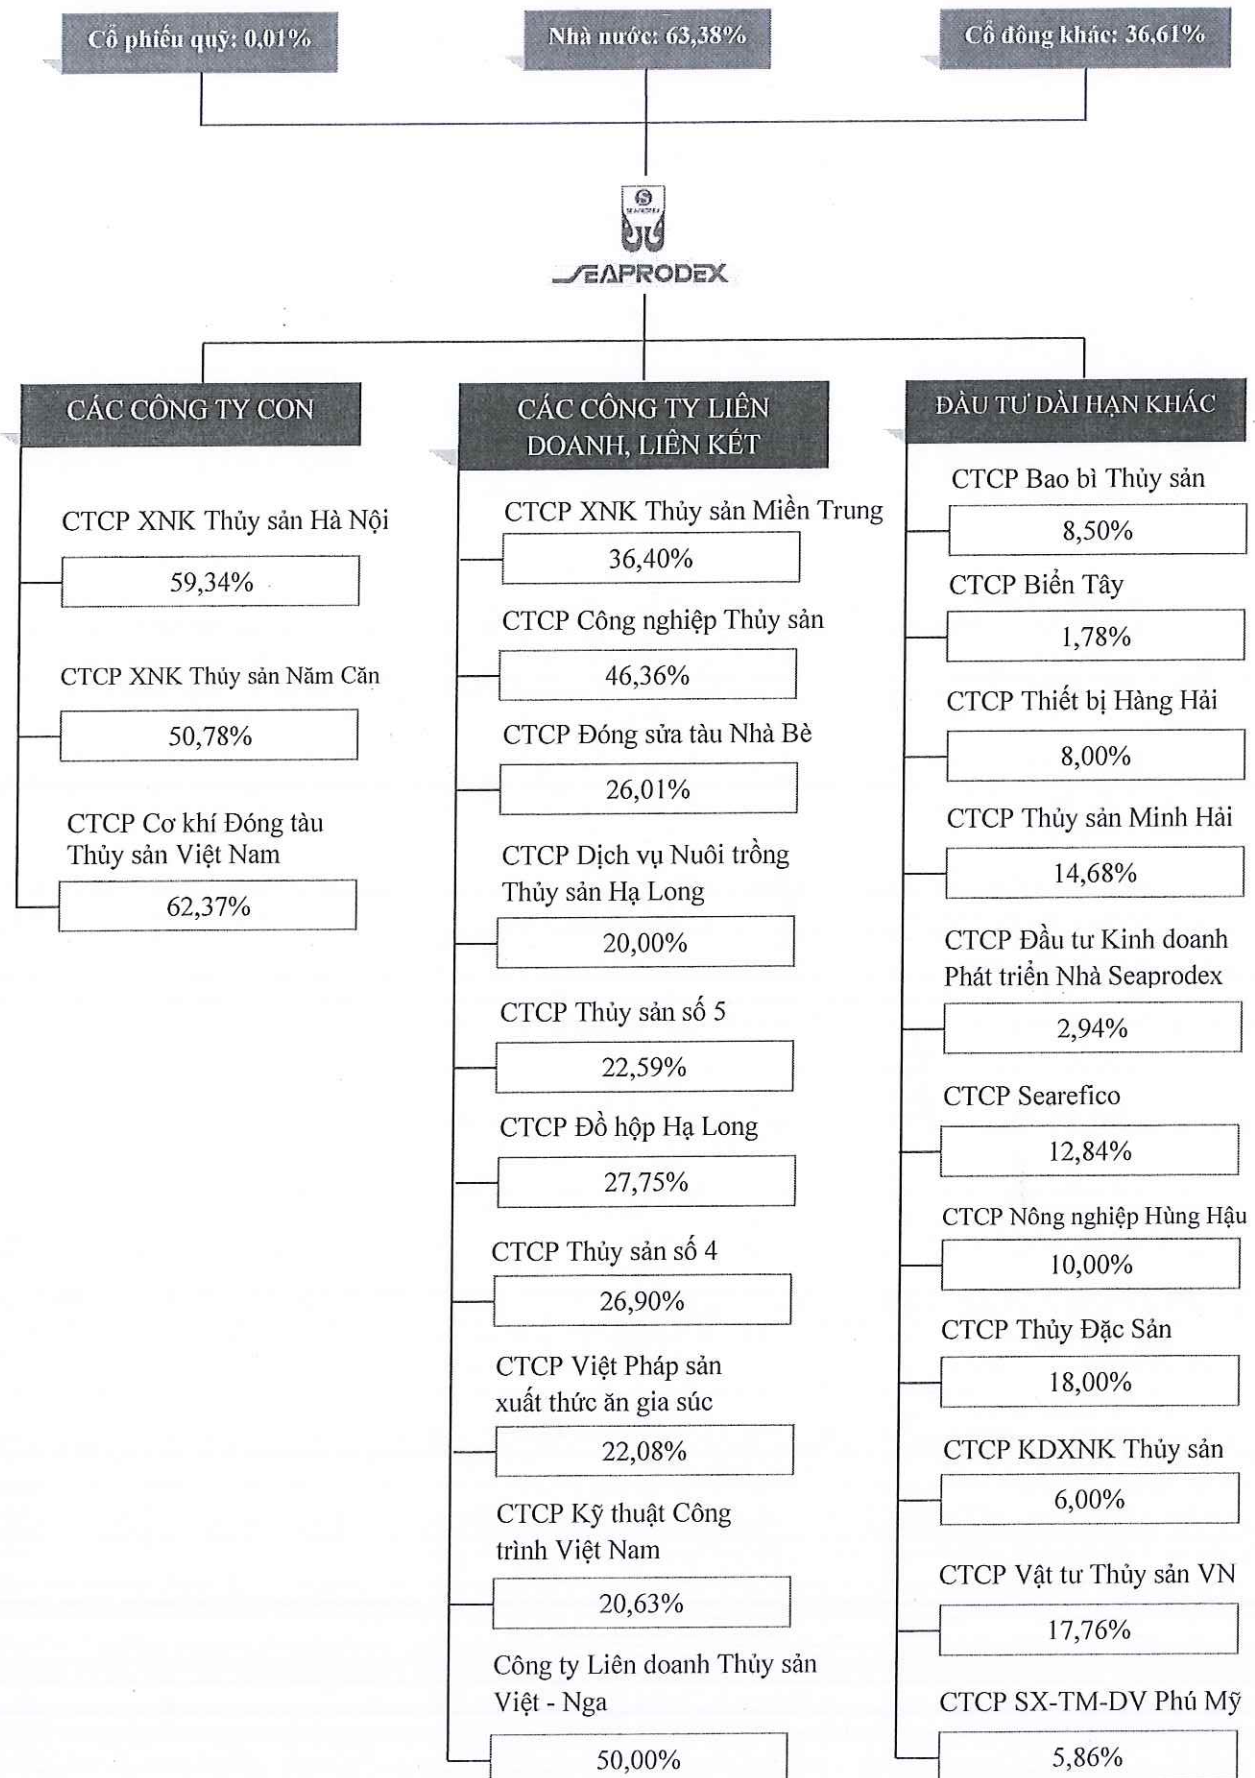 Cổ phiếu quỹ: 0,01%
Nhà nước: 63,38%
Cổ đông khác: 36,61%
SEAPRODEX
CÁC CÔNG TY CON
CTCP XNK Thủy sản Hà Nội
59,34%
CTCP XNK Thủy sản Năm Căn
50,78%
CTCP Cơ khí Đóng tàu
Thủy sản Việt Nam
62,37%
CÁC CÔNG TY LIÊN
DOANH, LIÊN KẾT
CTCP XNK Thủy sản Miền Trung
36,40%
CTCP Công nghiệp Thủy sản
46,36%
CTCP Đóng sửa tàu Nhà Bè
26,01%
CTCP Dịch vụ Nuôi trồng
Thủy sản Hạ Long
20,00%
CTCP Thủy sản số 5
22,59%
CTCP Đồ hộp Hạ Long
27,75%
CTCP Thủy sản số 4
26,90%
CTCP Việt Pháp sản
xuất thức ăn gia súc
22,08%
CTCP Kỹ thuật Công
trình Việt Nam
20,63%
Công ty Liên doanh Thủy sản
Việt - Nga
50,00%
ĐẦU TƯ DÀI HẠN KHÁC
CTCP Bao bì Thủy sản
8,50%
CTCP Biển Tây
1,78%
CTCP Thiết bị Hàng Hải
8,00%
CTCP Thủy sản Minh Hải
14,68%
CTCP Đầu tư Kinh doanh
Phát triển Nhà Seaprodex
2,94%
CTCP Searefico
12,84%
CTCP Nông nghiệp Hùng Hậu
10,00%
CTCP Thủy Đặc Sản
18,00%
CTCP KDXNK Thủy sản
6,00%
CTCP Vật tư Thủy sản VN
17,76%
CTCP SX-TM-DV Phú Mỹ
5,86%